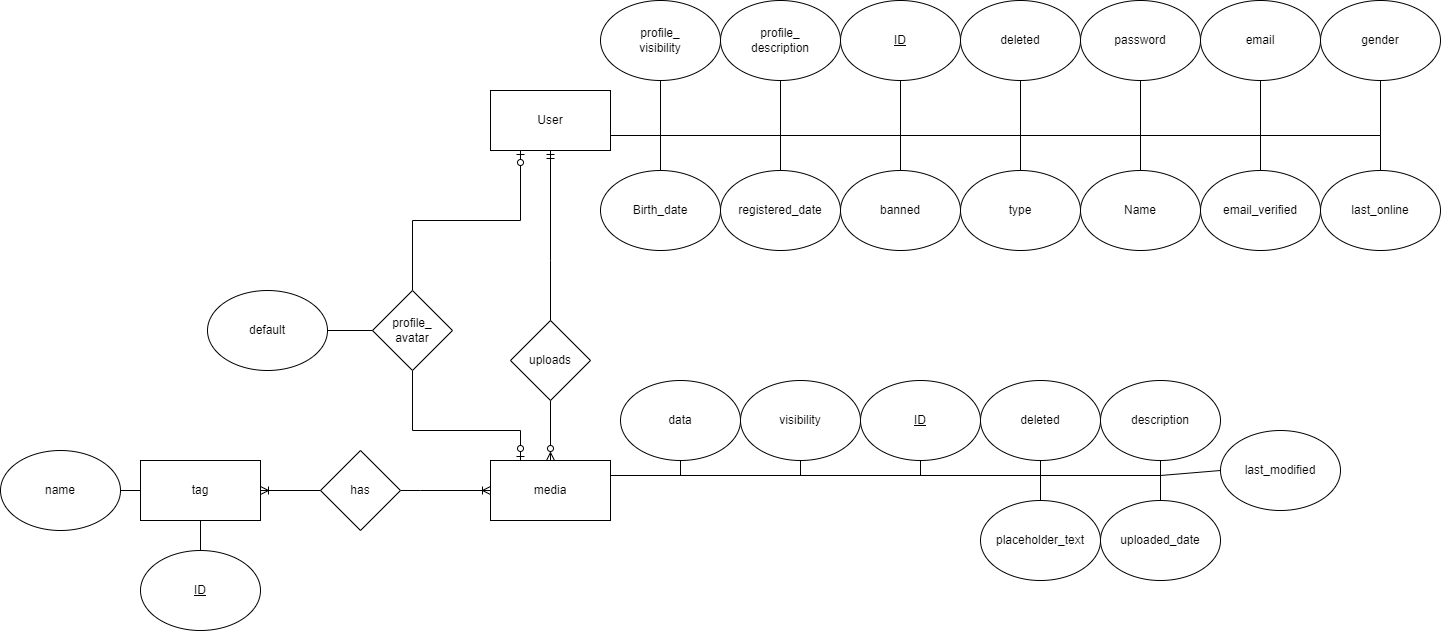 profile_
visibility
profile_
description
ID
deleted
password
email
gender
User
Birth_date
registered_date
banned
type
Name
email_verified
last_online
default
profile_
avatar
uploads
data
visibility
ID
deleted
description
last_modified
name
tag
has
media
placeholder_text
uploaded_date
ID